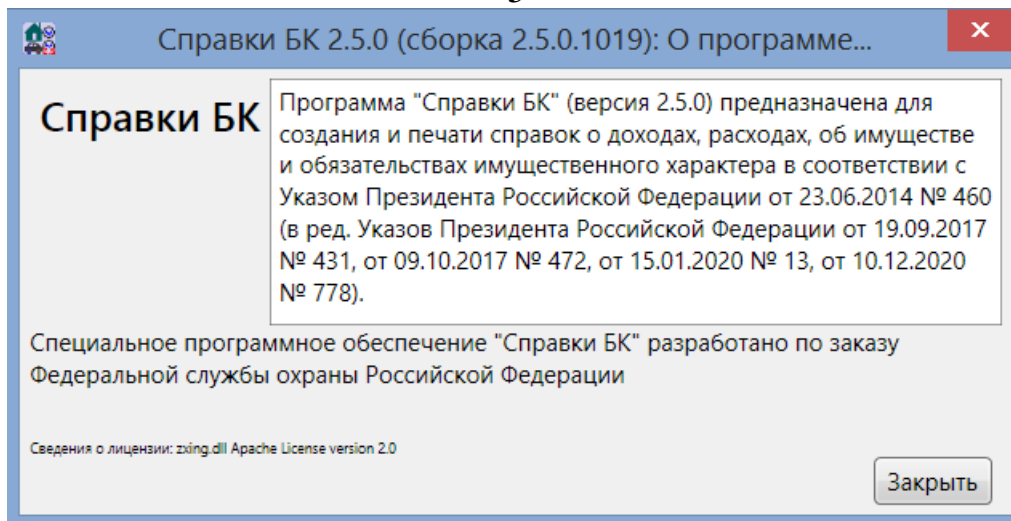 Справки БК 2.5.0 (сборка 2.5.0.1019): О программе...
Справки БК
Программа "Справки БК" (версия 2.5.0) предназначена для
создания и печати справок о доходах, расходах, об имуществе
и обязательствах имущественного характера в соответствии с
Указом Президента Российской Федерации от 23.06.2014 № 460
(в ред. Указов Президента Российской Федерации от 19.09.2017
№ 431, от 09.10.2017 № 472, от 15.01.2020 № 13, от 10.12.2020
№ 778).
Специальное программное обеспечение "Справки БК" разработано по заказу
Федеральной службы охраны Российской Федерации
Сведения о лицензии: zxing.dll Apache License version 2.0
Закрыть